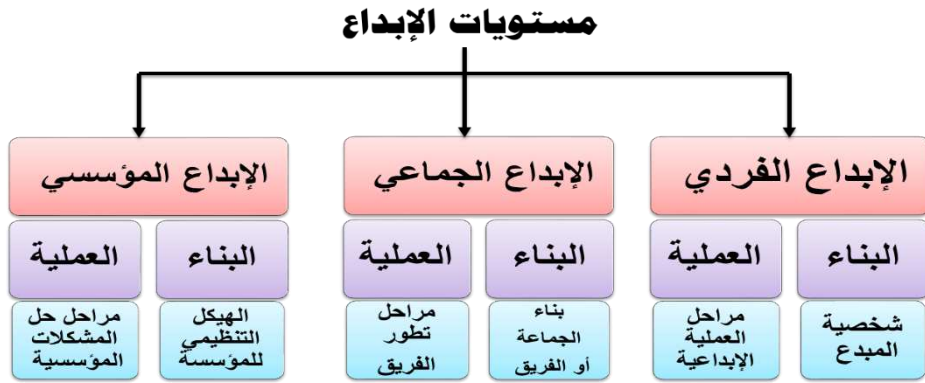 مستويات الإبداع
الإبداع الفردي
البناء
العملية
شخصية
المبدع
مراحل
العملية
الإبداعية
الإبداع الجماعي
البناء
العملية
بناء
الجماعة
أو الفريق
مراحل
تطور
الفريق
الإبداع المؤسسي
البناء
العملية
الهيكل
التنظيمي
للمؤسسة
مراحل حل
المشكلات
المؤسسية